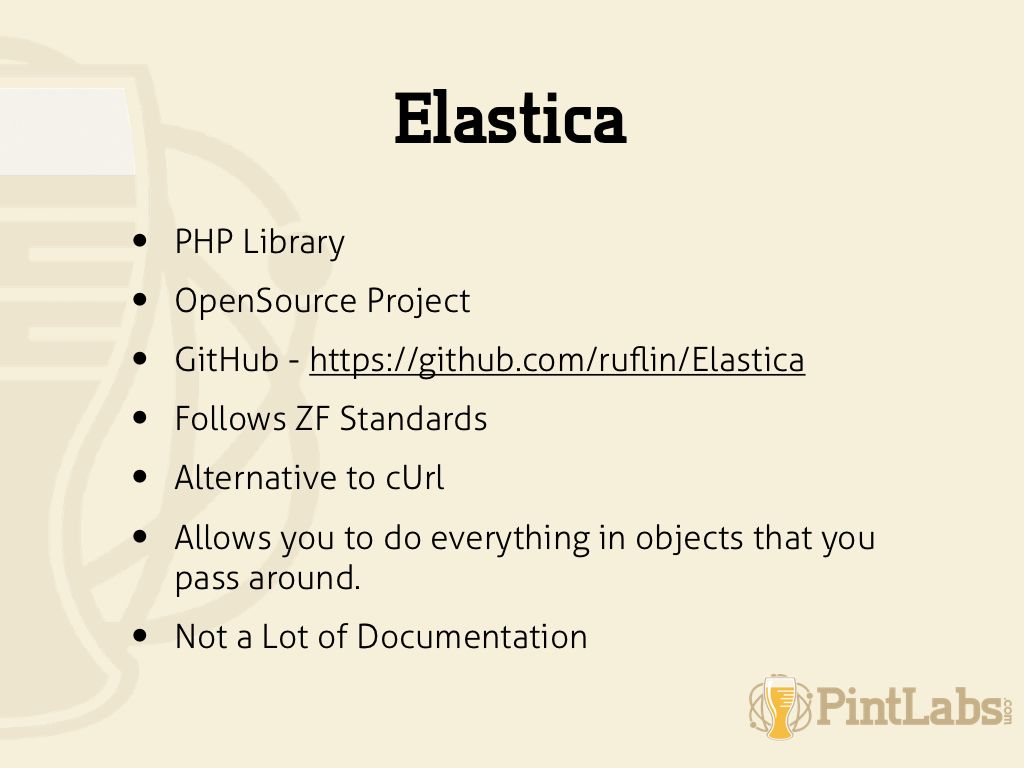 Elastica
• PHP Library
• OpenSource Project
• GitHub - https://github.com/ruflin/Elastica
• Follows ZF Standards
• Alternative to cUrl
• Allows you to do everything in objects that you
pass around.
• Not a Lot of Documentation
PintLabs.com